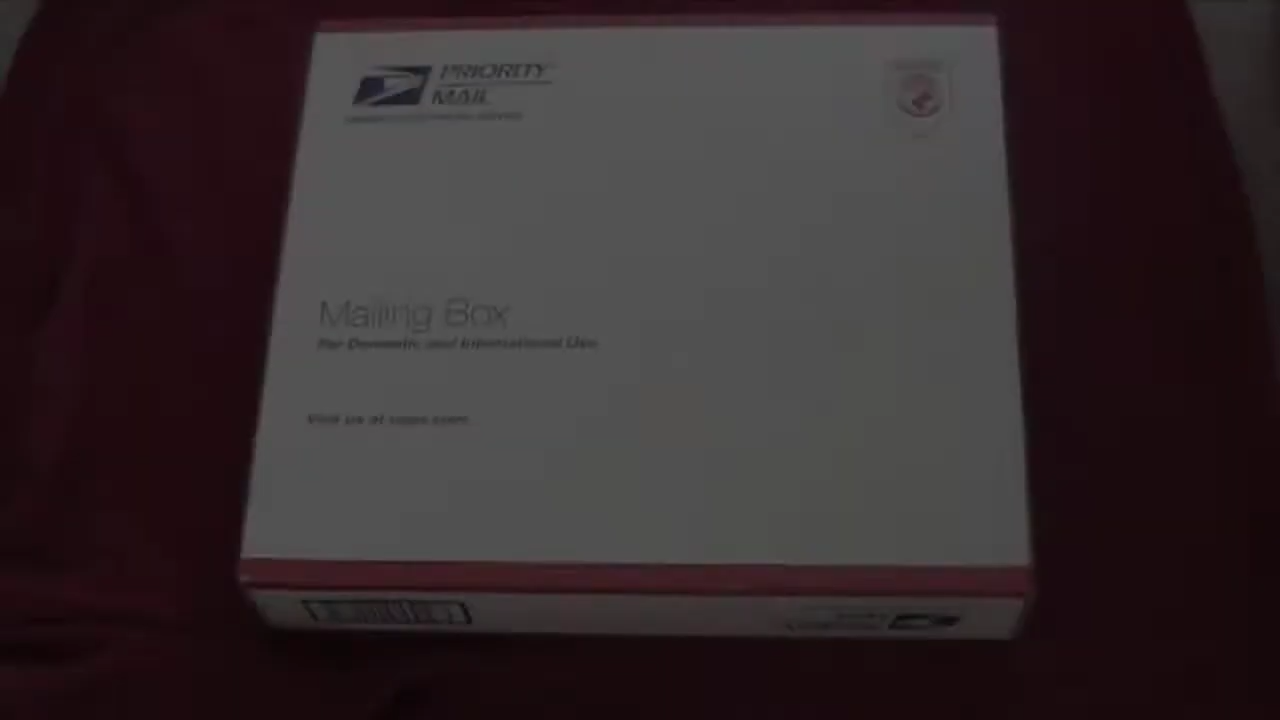 PRIORITY
MAIL
Mailing Box
For Domestic and International Use
Visit us at usps.com